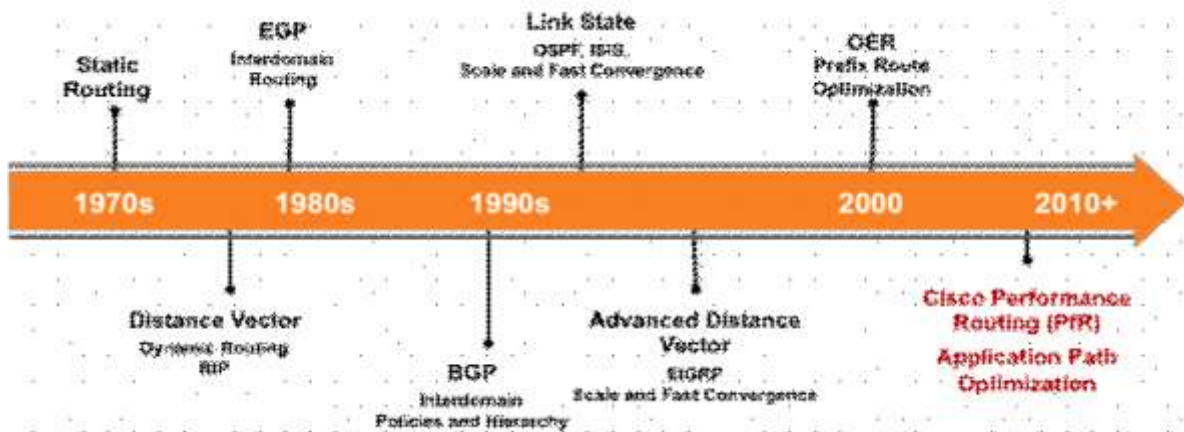 Static
Routing
EGP
Interdomain
Routing
Link State
OSPF, ISIS,
Scale and Fast Convergence
OER
Prefix Route
Optimization
1970s
1980s
1990s
2000
2010+
Distance Vector
Dynamic Routing
RIP
BGP
Interdomain
Policies and Hierarchy
Advanced Distance
Vector
EIGRP
Scale and Fast Convergence
Cisco Performance
Routing (PfR)
Application Path
Optimization